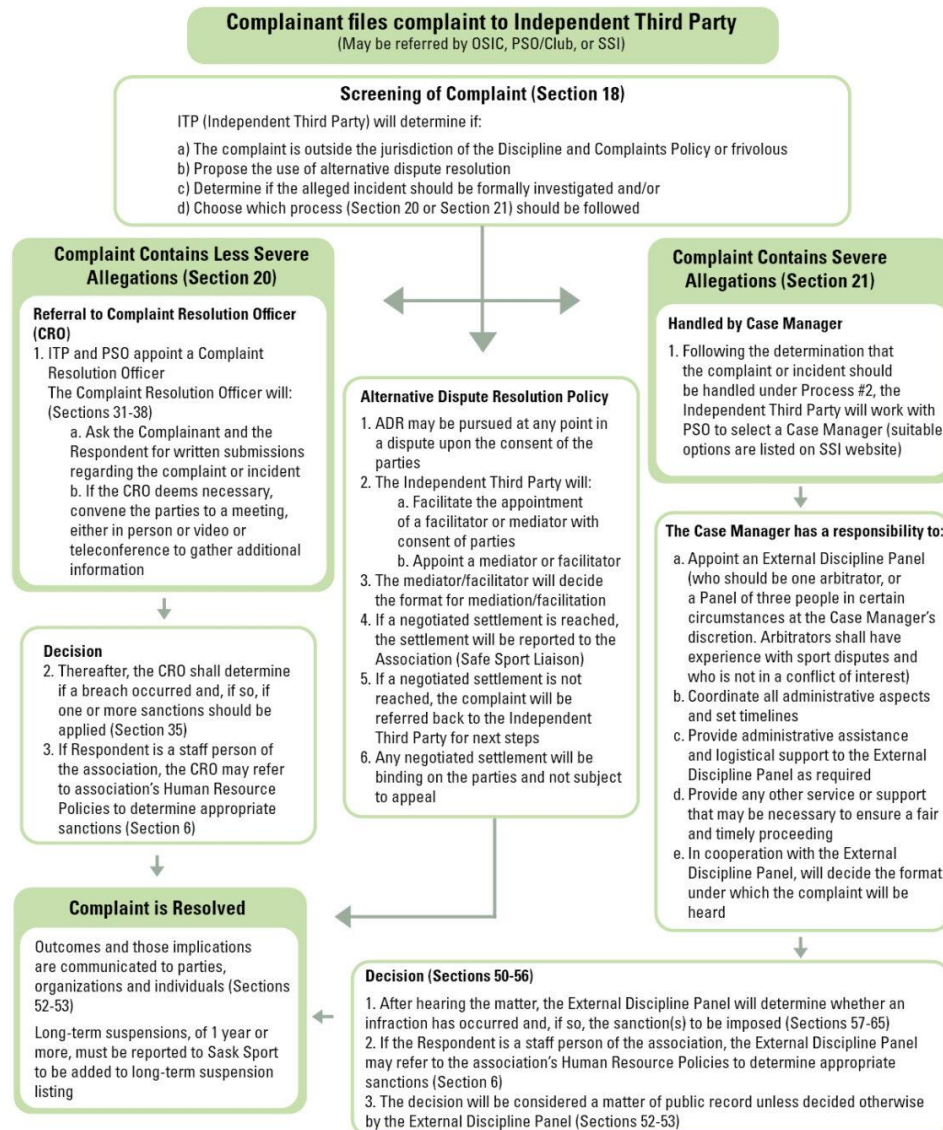 Complainant files complaint to Independent Third Party
(May be referred by OSIC, PSO/Club, or SSI)
Screening of Complaint (Section 18)
ITP (Independent Third Party) will determine if:
a) The complaint is outside the jurisdiction of the Discipline and Complaints Policy or frivolous
b) Propose the use of alternative dispute resolution
c) Determine if the alleged incident should be formally investigated and/or
d) Choose which process (Section 20 or Section 21) should be followed
Complaint Contains Less Severe
Allegations (Section 20)
Referral to Complaint Resolution Officer
(CRO)
1. ITP and PSO appoint a Complaint
Resolution Officer
The Complaint Resolution Officer will:
(Sections 31-38)
a. Ask the Complainant and the
Respondent for written submissions
regarding the complaint or incident
b. If the CRO deems necessary,
convene the parties to a meeting,
either in person or video or
teleconference to gather additional
information
Decision
2. Thereafter, the CRO shall determine
if a breach occurred and, if so, if
one or more sanctions should be
applied (Section 35)
3. If Respondent is a staff person of
the association, the CRO may refer
to association's Human Resource
Policies to determine appropriate
sanctions (Section 6)
Complaint is Resolved
Outcomes and those implications
are communicated to parties,
organizations and individuals (Sections
52-53)
Long-term suspensions, of 1 year or
more, must be reported to Sask Sport
to be added to long-term suspension
listing
Alternative Dispute Resolution Policy
1. ADR may be pursued at any point in
a dispute upon the consent of the
parties
2. The Independent Third Party will:
a. Facilitate the appointment
of a facilitator or mediator with
consent of parties
b. Appoint a mediator or facilitator
3. The mediator/facilitator will decide
the format for mediation/facilitation
4. If a negotiated settlement is reached,
the settlement will be reported to the
Association (Safe Sport Liaison)
5. If a negotiated settlement is not
reached, the complaint will be
referred back to the Independent
Third Party for next steps
6. Any negotiated settlement will be
binding on the parties and not subject
to appeal
Complaint Contains Severe
Allegations (Section 21)
Handled by Case Manager
1. Following the determination that
the complaint or incident should
be handled under Process #2, the
Independent Third Party will work with
PSO to select a Case Manager (suitable
options are listed on SSI website)
The Case Manager has a responsibility to:
a. Appoint an External Discipline Panel
(who should be one arbitrator, or
a Panel of three people in certain
circumstances at the Case Manager's
discretion. Arbitrators shall have
experience with sport disputes and
who is not in a conflict of interest)
b. Coordinate all administrative aspects
and set timelines
c. Provide administrative assistance
and logistical support to the External
Discipline Panel as required
d. Provide any other service or support
that may be necessary to ensure a fair
and timely proceeding
e. In cooperation with the External
Discipline Panel, will decide the format
under which the complaint will be
heard
Decision (Sections 50-56)
1. After hearing the matter, the External Discipline Panel will determine whether an
infraction has occurred and, if so, the sanction(s) to be imposed (Sections 57-65)
2. If the Respondent is a staff person of the association, the External Discipline Panel
may refer to the association's Human Resource Policies to determine appropriate
sanctions (Section 6)
3. The decision will be considered a matter of public record unless decided otherwise
by the External Discipline Panel (Sections 52-53)